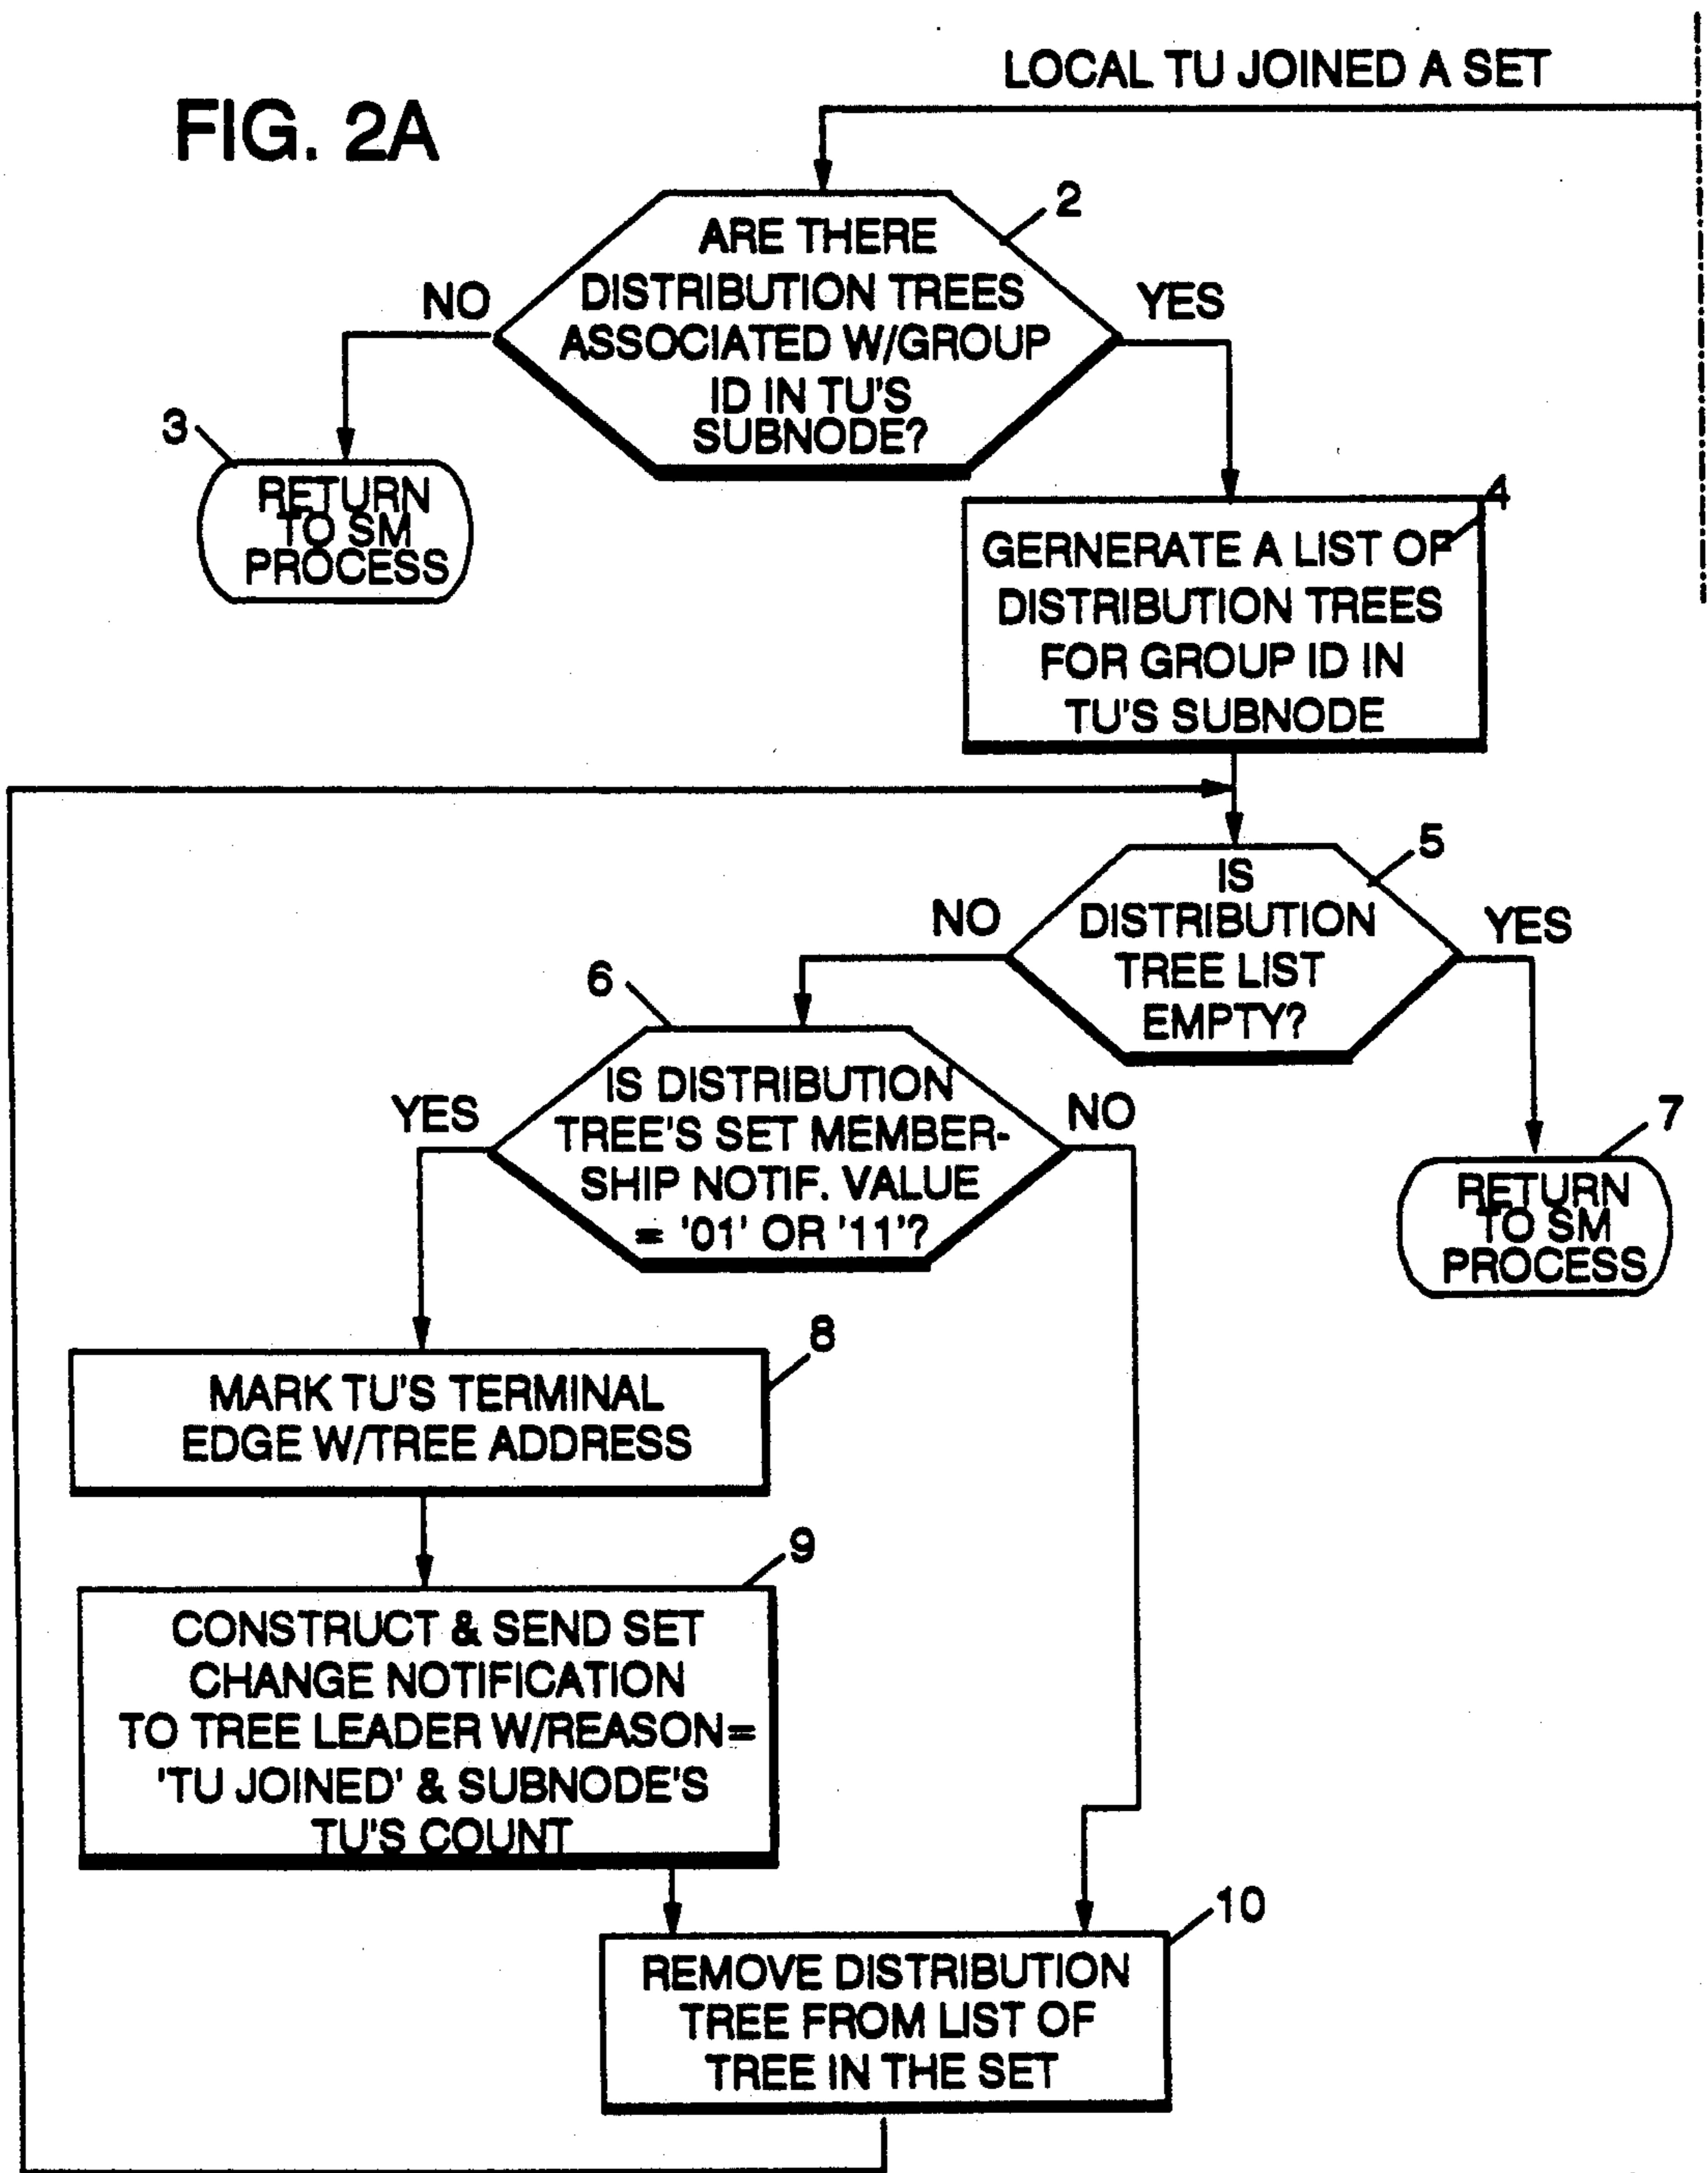 LOCAL TU JOINED A SET
FIG. 2A
2
ARE THERE
DISTRIBUTION TREES
ASSOCIATED W/GROUP
ID IN TU'S
SUBNODE?
NO
YES
3
RETURN
TO SM
PROCESS
4
GERNERATE A LIST OF
DISTRIBUTION TREES
FOR GROUP ID IN
TU'S SUBNODE
5
IS
DISTRIBUTION
TREE LIST
EMPTY?
NO
YES
6
IS DISTRIBUTION
TREE'S SET MEMBER-
SHIP NOTIF. VALUE
= '01' OR '11'?
YES
NO
7
RETURN
TO SM
PROCESS
8
MARK TU'S TERMINAL
EDGE W/TREE ADDRESS
9
CONSTRUCT & SEND SET
CHANGE NOTIFICATION
TO TREE LEADER W/REASON=
'TU JOINED' & SUBNODE'S
TU'S COUNT
10
REMOVE DISTRIBUTION
TREE FROM LIST OF
TREE IN THE SET